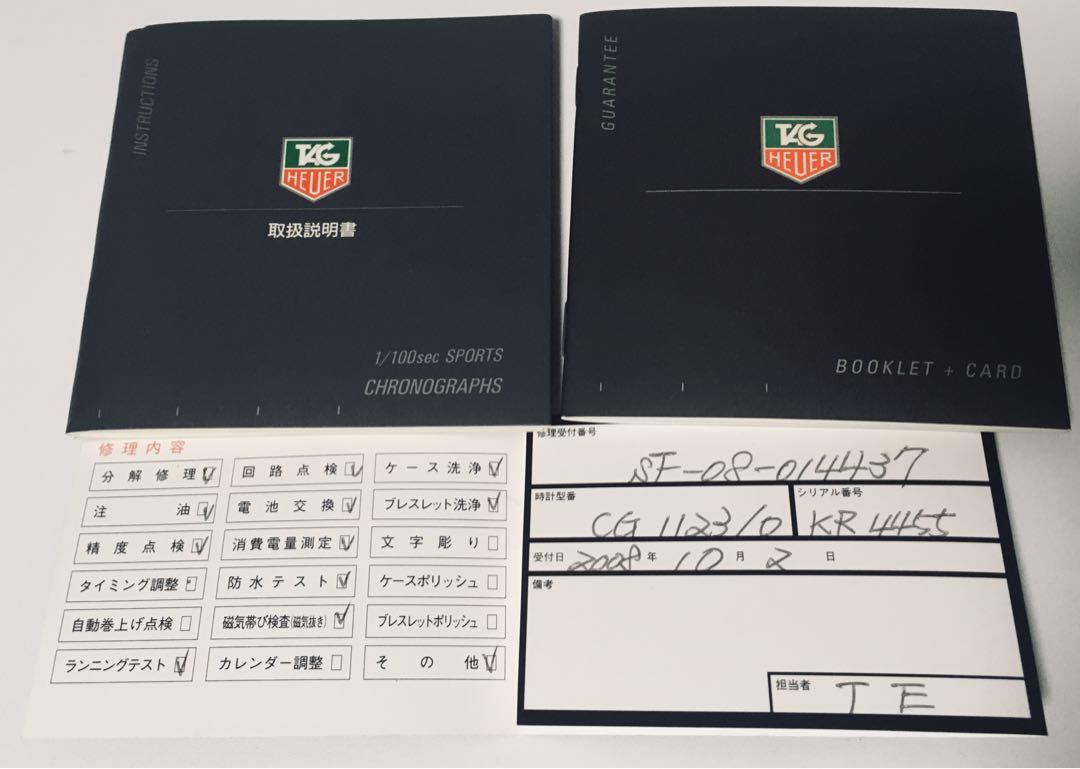 INSTRUCTIONS
TAG
HEUER
取扱説明書
1/100sec SPORTS
CHRONOGRAPHS
GUARANTEE
TAG
HEUER
BOOKLET + CARD
修理内容
分解修理 回路点検 ケース洗浄
注油 電池交換 ブレスレット洗浄
精度点検 消費電量測定 文字彫り
タイミング調整 防水テスト ケースポリッシュ
自動巻上げ点検 磁気帯び検査(磁気抜き) ブレスレットポリッシュ
ランニングテスト カレンダー調整 その他
修理受付番号
SF-08-014437
時計型番 シリアル番号
CG 1123/0 KR 4455
受付日 2008 年 10 月 2 日
備考
担当者 T E